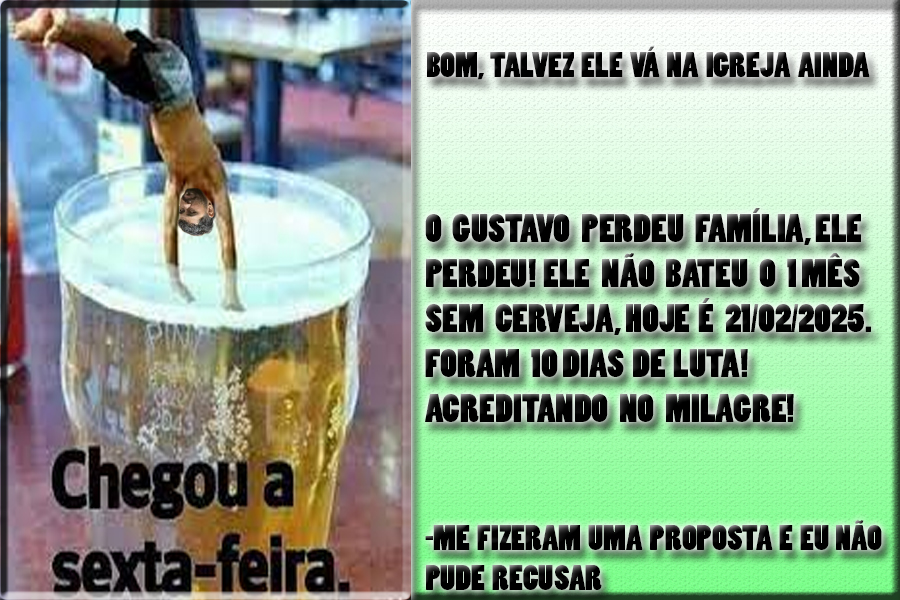 Chegou a
sexta-feira.
BOM, TALVEZ ELE VÁ NA IGREJA AINDA
O GUSTAVO PERDEU FAMÍLIA, ELE
PERDEU! ELE NÃO BATEU O 1 MÊS
SEM CERVEJA, HOJE É 21/02/2025.
FORAM 10 DIAS DE LUTA!
ACREDITANDO NO MILAGRE!
-ME FIZERAM UMA PROPOSTA E EU NÃO
PUDE RECUSAR